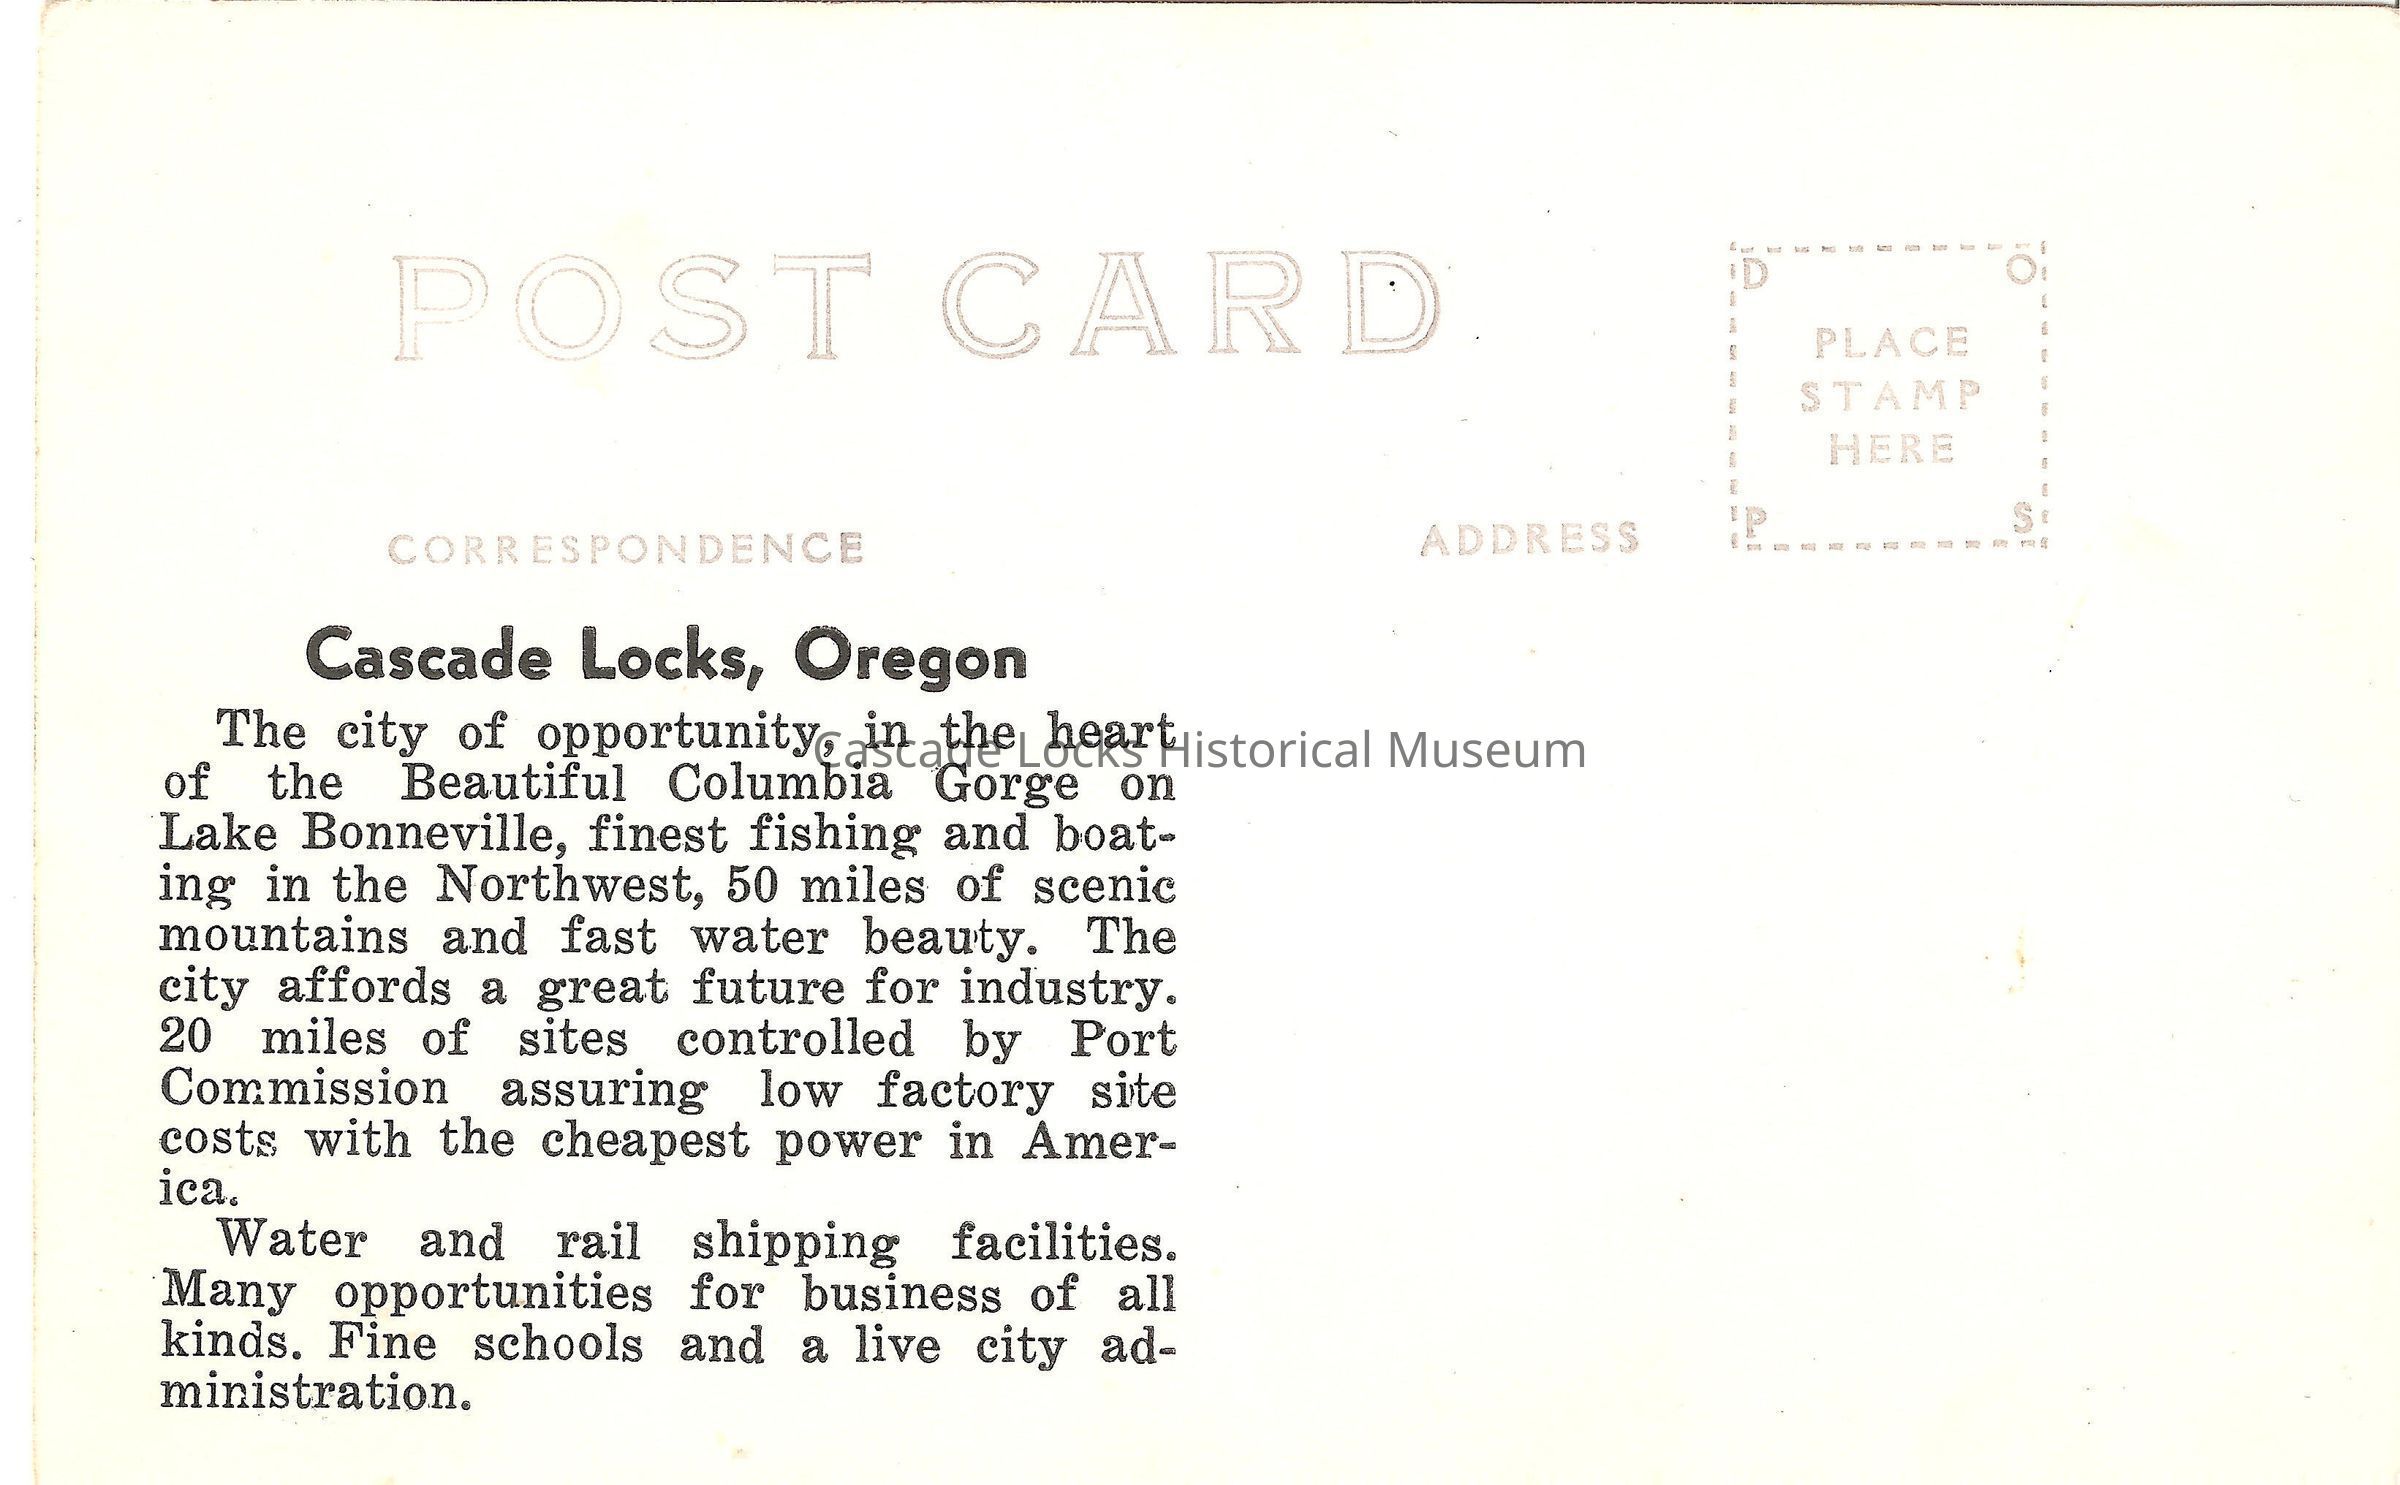 POST CARD
D O
PLACE
STAMP
HERE
P S
CORRESPONDENCE
ADDRESS
Cascade Locks, Oregon
The city of opportunity, in the heart
of the Beautiful Columbia Gorge on
Lake Bonneville, finest fishing and boat-
ing in the Northwest, 50 miles of scenic
mountains and fast water beauty. The
city affords a great future for industry.
20 miles of sites controlled by Port
Commission assuring low factory site
costs with the cheapest power in Amer-
ica.
Water and rail shipping facilities.
Many opportunities for business of all
kinds. Fine schools and a live city ad-
ministration.
Cascade Locks Historical Museum